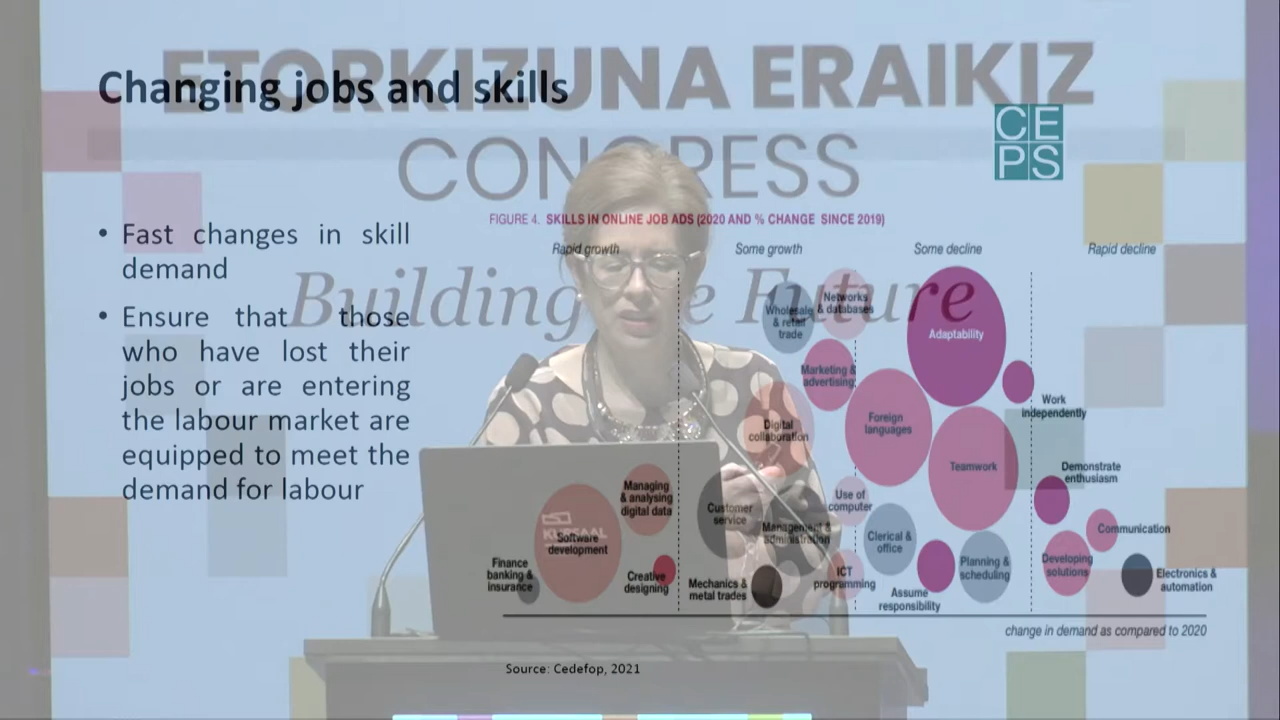 ETORKIZUNA ERAIKIZ
CONGRESS
Building the Future
Changing jobs and skills
CE
PS
• Fast changes in skill
demand
• Ensure that those
who have lost their
jobs or are entering
the labour market are
equipped to meet the
demand for labour
FIGURE 4. SKILLS IN ONLINE JOB ADS (2020 AND % CHANGE SINCE 2019)
Rapid growth
Some growth
Some decline
Rapid decline
Finance
banking &
insurance
Software
development
Managing
& analysing
digital data
Creative
designing
Wholesale
& retail
trade
Networks
& databases
Marketing &
advertising
Digital
collaboration
Customer
service
Management &
administration
Mechanics &
metal trades
Use of
computer
ICT
programming
Adaptability
Foreign
languages
Teamwork
Clerical &
office
Assume
responsibility
Planning &
scheduling
Work
independently
Demonstrate
enthusiasm
Communication
Developing
solutions
Electronics &
automation
change in demand as compared to 2020
Source: Cedefop, 2021
KURSAAL